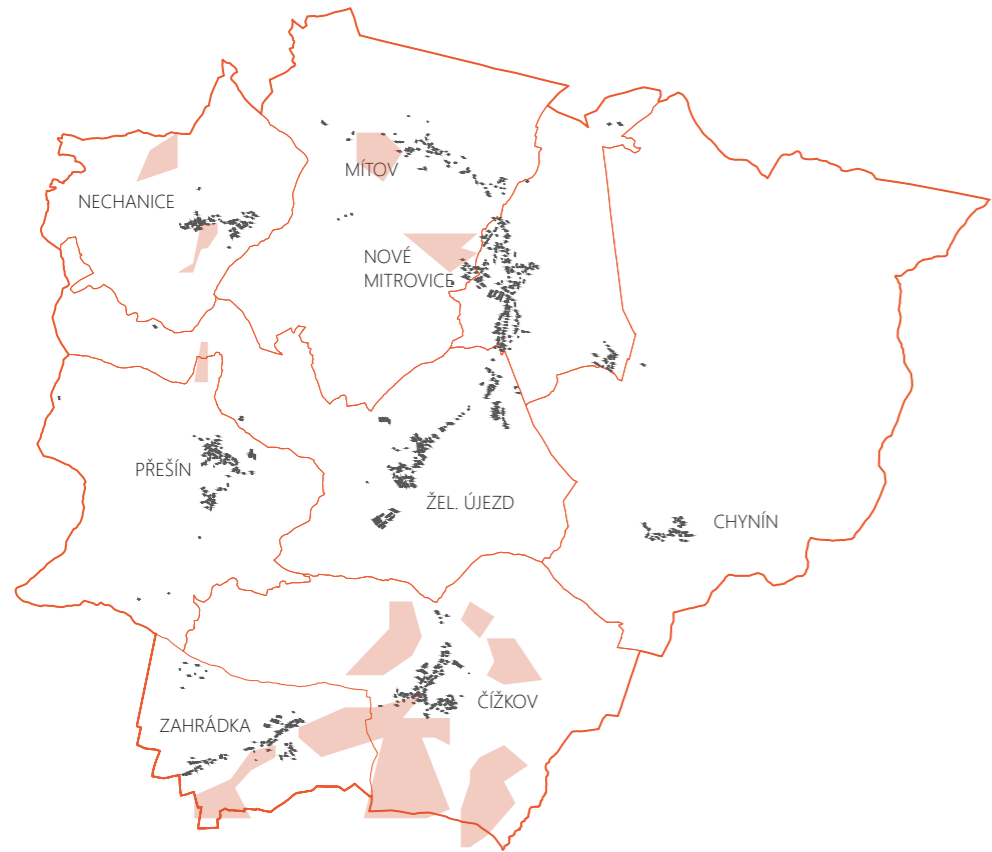 MÍTOV
NECHANICE
NOVÉ
MITROVICE
PŘEŠÍN
ŽEL. ÚJEZD
CHYNÍN
ČÍŽKOV
ZAHRÁDKA